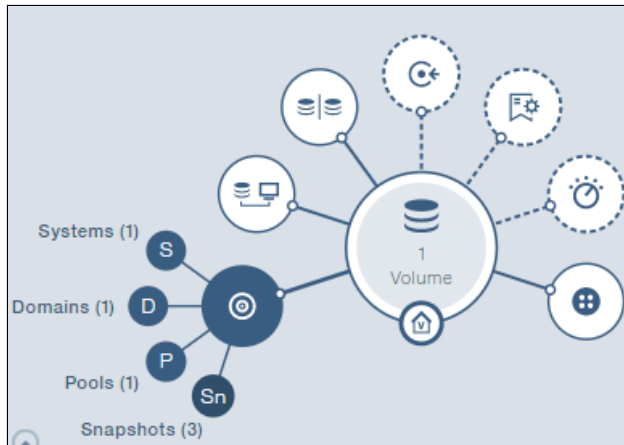 1
Volume
Systems (1)
S
Domains (1)
D
P
Pools (1)
Sn
Snapshots (3)
V